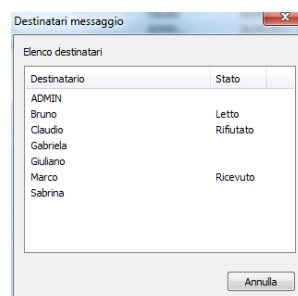 Destinatari messaggio
Elenco destinatari
Destinatario Stato
ADMIN
Bruno Letto
Claudio Rifiutato
Gabriela
Giuliano
Marco Ricevuto
Sabrina
Annulla